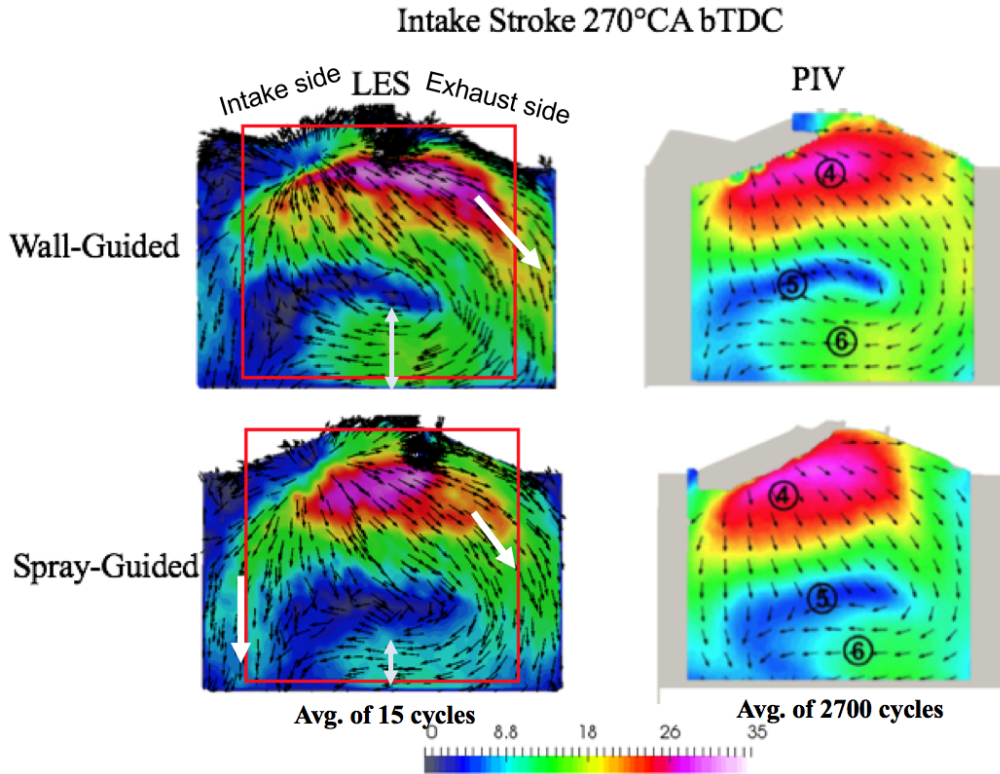 Intake Stroke 270°CA bTDC
Intake side
LES
Exhaust side
PIV
Wall-Guided
④
⑤
⑥
Spray-Guided
④
⑤
⑥
Avg. of 15 cycles
Avg. of 2700 cycles
0 8.8 18 26 35